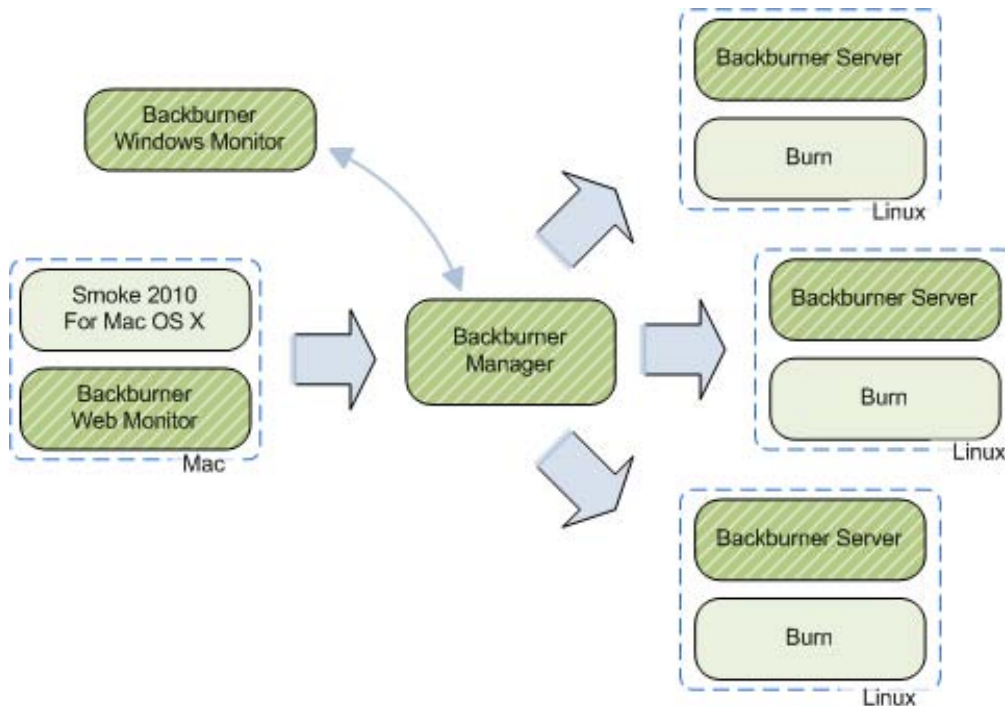 Backburner
Windows Monitor
Smoke 2010
For Mac OS X
Backburner
Web Monitor
Mac
Backburner
Manager
Backburner Server
Burn
Linux
Backburner Server
Burn
Linux
Backburner Server
Burn
Linux